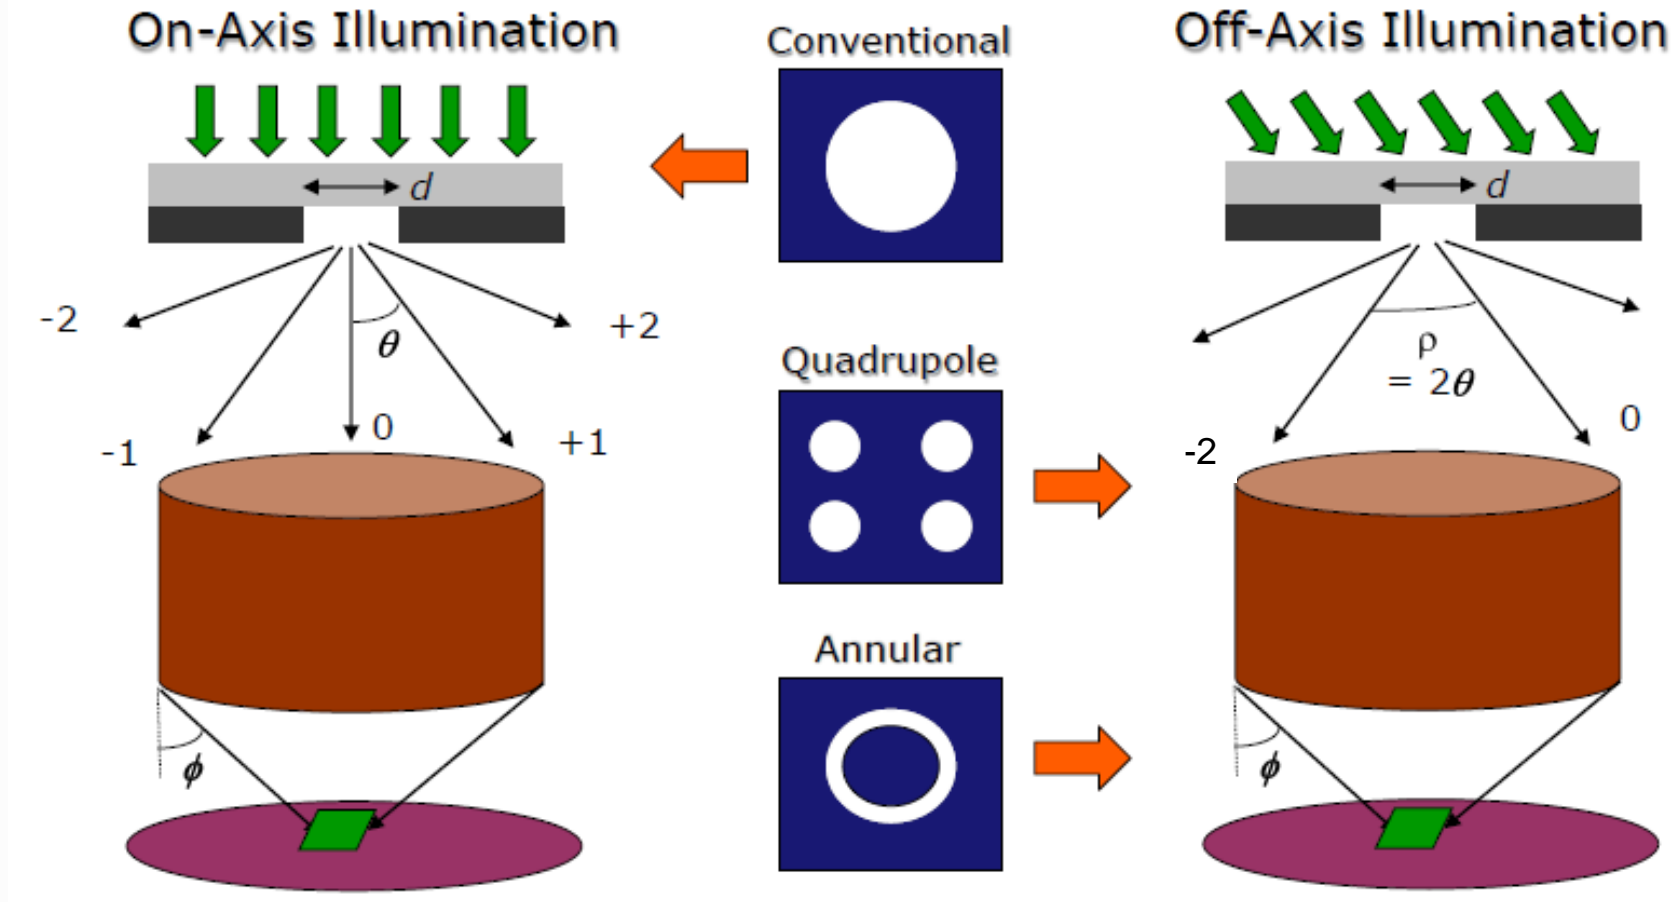 On-Axis Illumination
Conventional
Off-Axis Illumination
d
d
-2
θ
+2
Quadrupole
ρ
= 2θ
-1
0
+1
-2
0
Annular
ϕ
ϕ